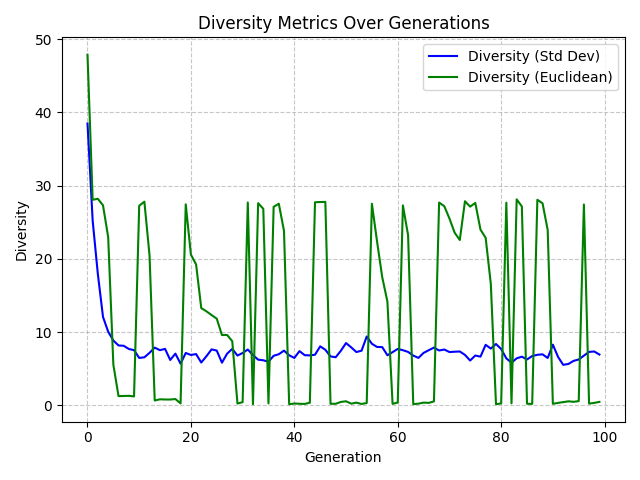 Diversity Metrics Over Generations
50
40
30
20
10
0
Diversity
Diversity (Std Dev)
Diversity (Euclidean)
0 20 40 60 80 100
Generation